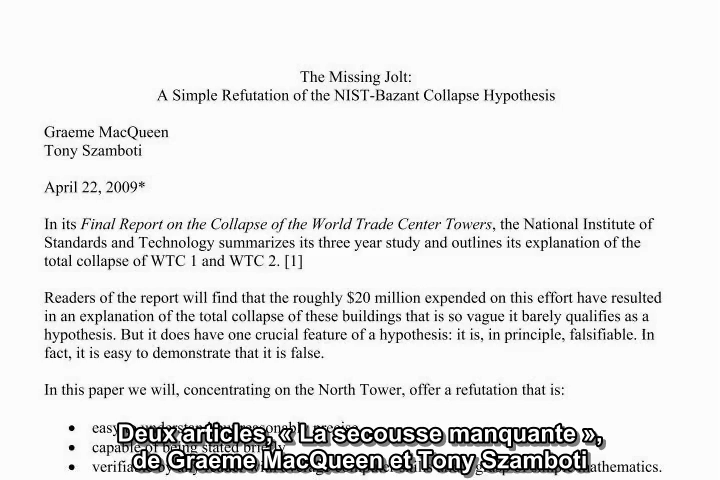 The Missing Jolt:
A Simple Refutation of the NIST-Bazant Collapse Hypothesis
Graeme MacQueen
Tony Szamboti
April 22, 2009*
In its Final Report on the Collapse of the World Trade Center Towers, the National Institute of
Standards and Technology summarizes its three year study and outlines its explanation of the
total collapse of WTC 1 and WTC 2. [1]
Readers of the report will find that the roughly $20 million expended on this effort have resulted
in an explanation of the total collapse of these buildings that is so vague it barely qualifies as a
hypothesis. But it does have one crucial feature of a hypothesis: it is, in principle, falsifiable. In
fact, it is easy to demonstrate that it is false.
In this paper we will, concentrating on the North Tower, offer a refutation that is:
• easy
• capable of being stated briefly
• mathematics.
Deux articles, « La secousse manquante »,
de Graeme MacQueen et Tony Szamboti